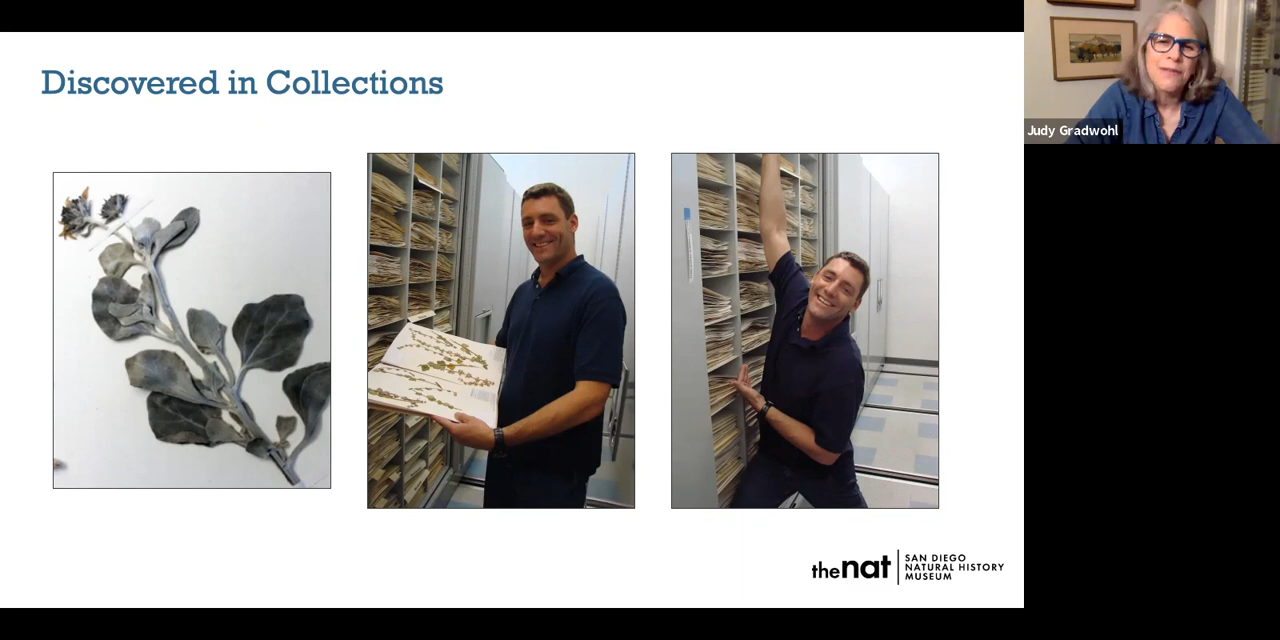 Discovered in Collections
Judy Gradwohl
thenat
SAN DIEGO
NATURAL HISTORY
MUSEUM